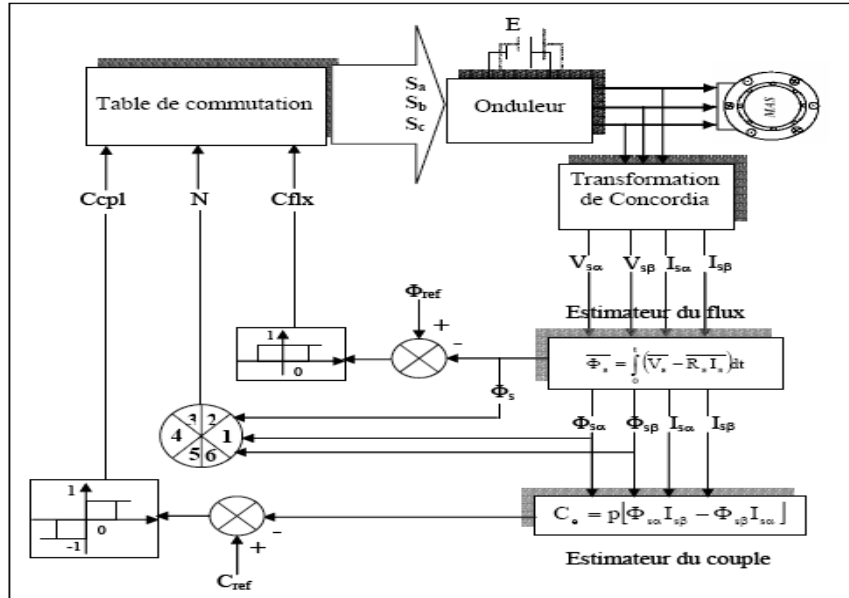 E
Table de commutation
Sa
Sb
Sc
Onduleur
MAS
Transformation
de Concordia
Ccpl
N
Cflx
Vsα Vsβ Isα Isβ
Φref
Estimateur du flux
1
0
+
-
Φs = ∫0t (Vs - Rs Is)dt
Φs
3 2
4 1
5 6
Φsα Φsβ Isα Isβ
1
0
-1
-
+
Ce = p[Φsα Isβ - Φsβ Isα]
Cref
Estimateur du couple